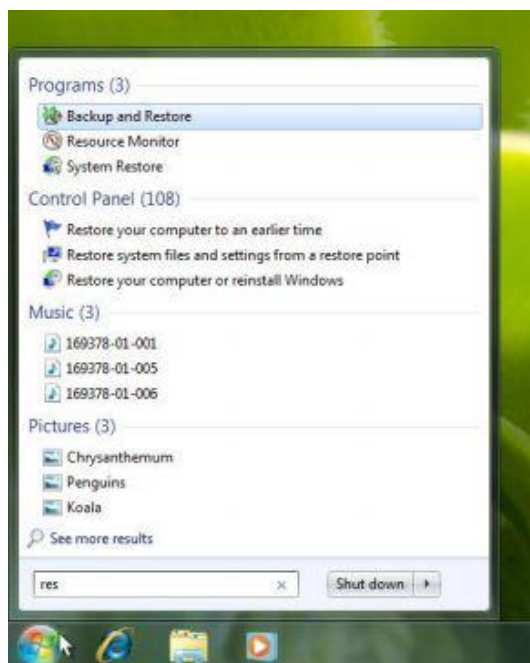 Programs (3)
Backup and Restore
Resource Monitor
System Restore
Control Panel (108)
Restore your computer to an earlier time
Restore system files and settings from a restore point
Restore your computer or reinstall Windows
Music (3)
169378-01-001
169378-01-005
169378-01-006
Pictures (3)
Chrysanthemum
Penguins
Koala
See more results
res
Shut down